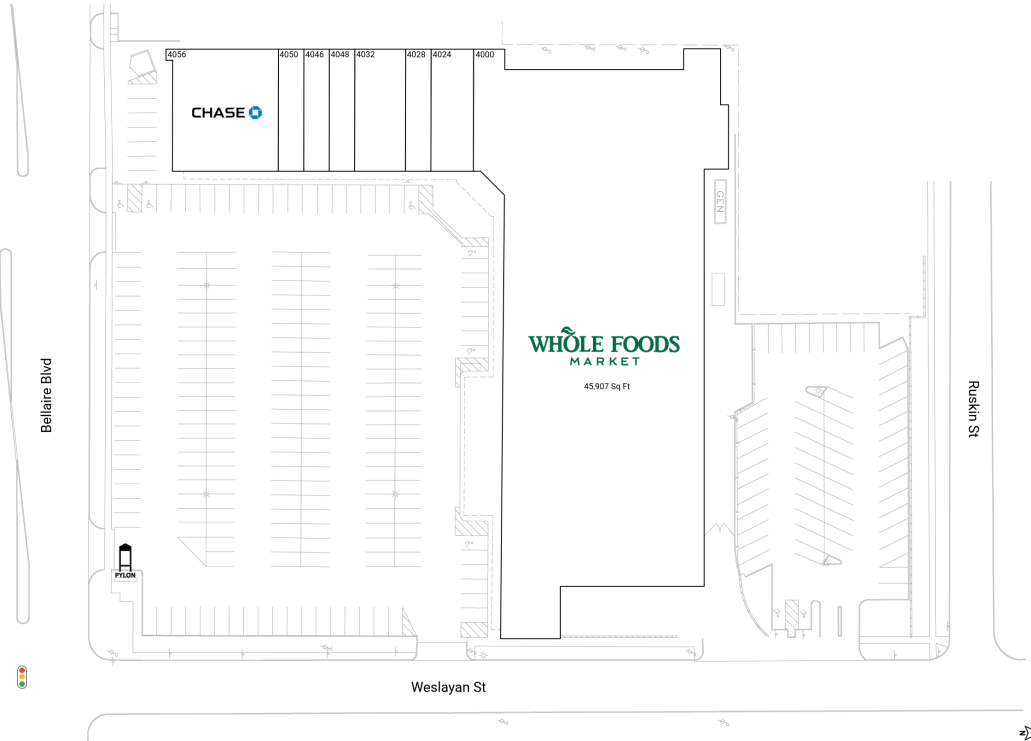 4056
4050
4046
4048
4032
4028
4024
4000
CHASE
GEN
WHOLE FOODS
MARKET
45,907 Sq Ft
Bellaire Blvd
Ruskin St
PYLON
Weslayan St
N